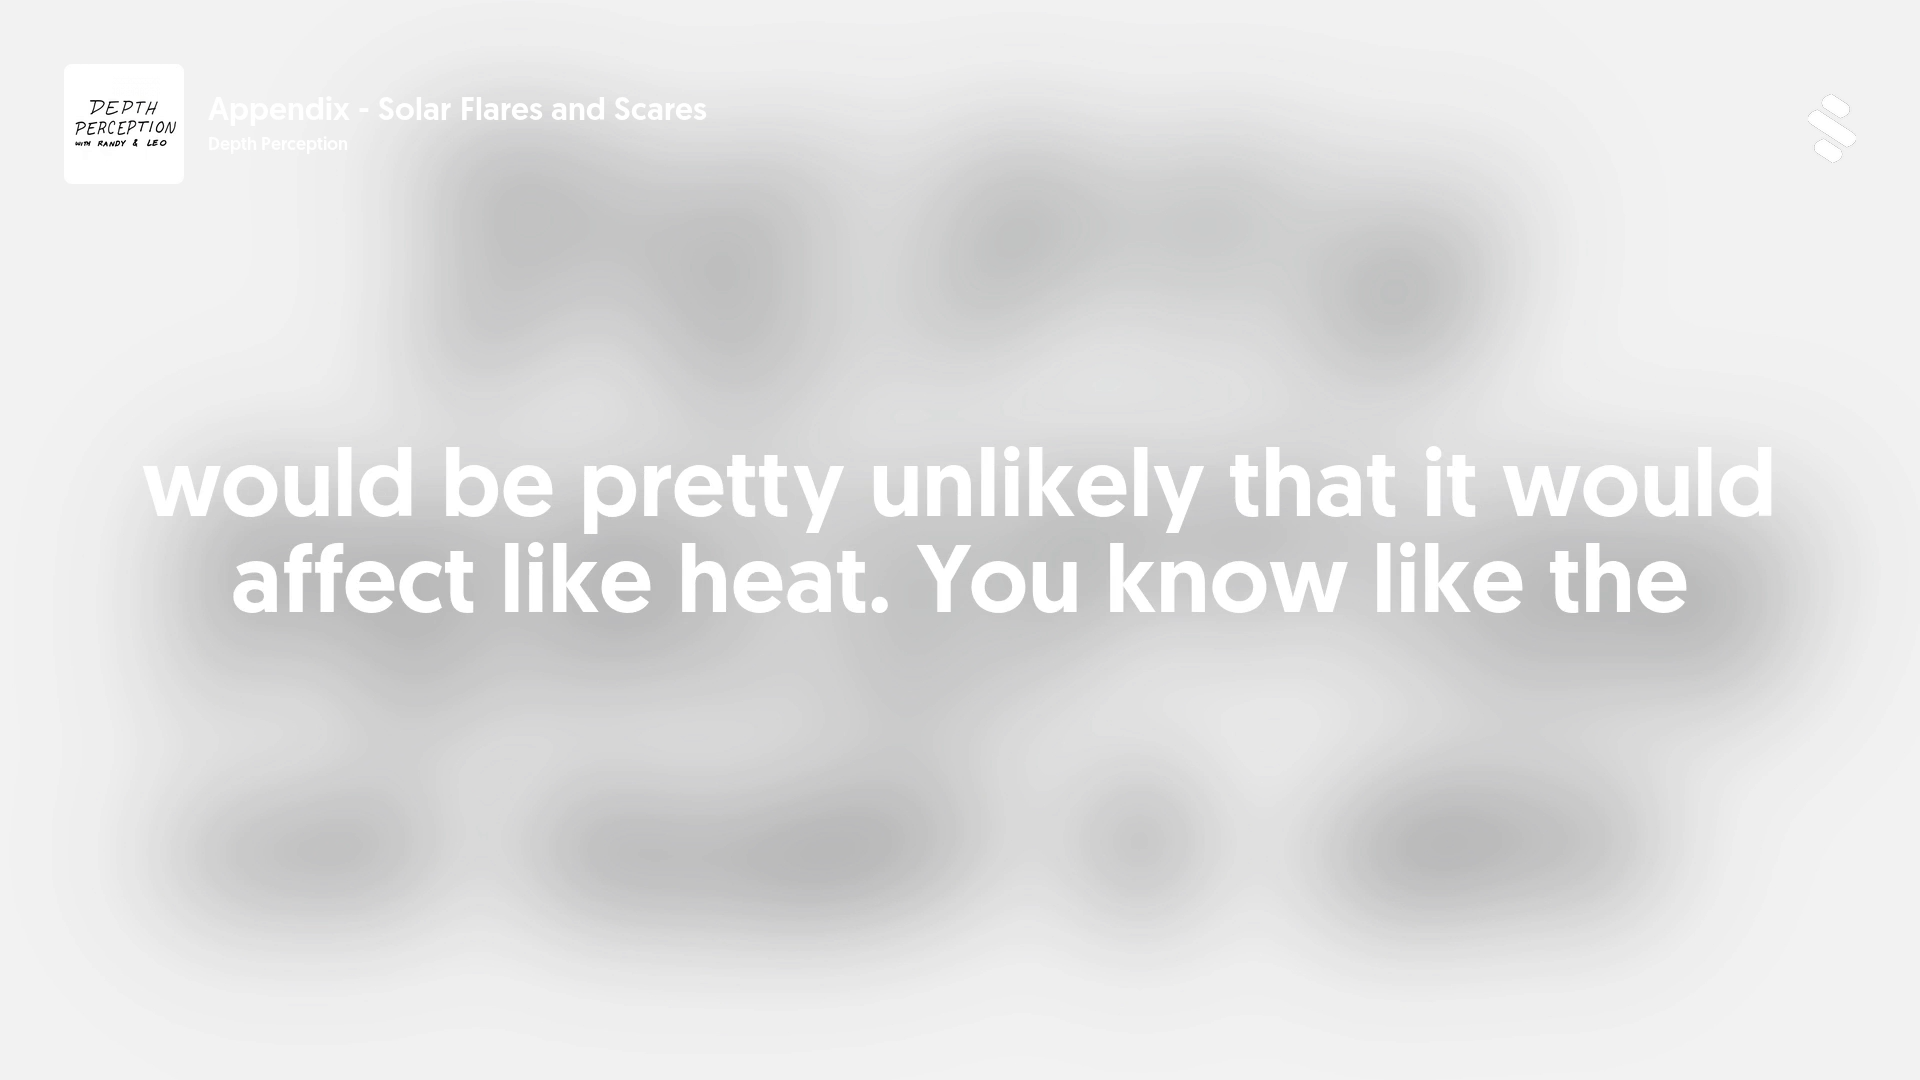 DEPTH
PERCEPTION
WITH RANDY & LEO
Appendix - Solar Flares and Scares
Depth Perception
would be pretty unlikely that it would
affect like heat. You know like the